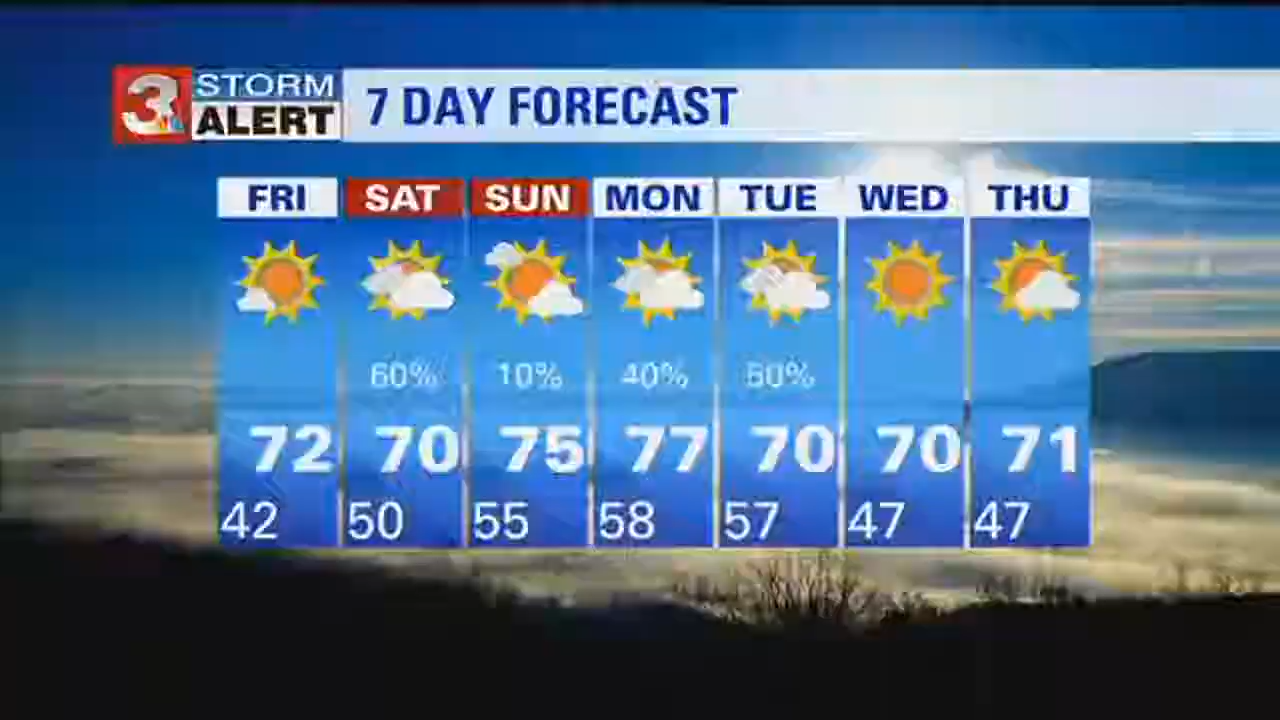 3 STORM
ALERT
7 DAY FORECAST
FRI SAT SUN MON TUE WED THU
60% 10% 40%
72 70 75 77 70 70 71
42 50 55 58 57 47 47